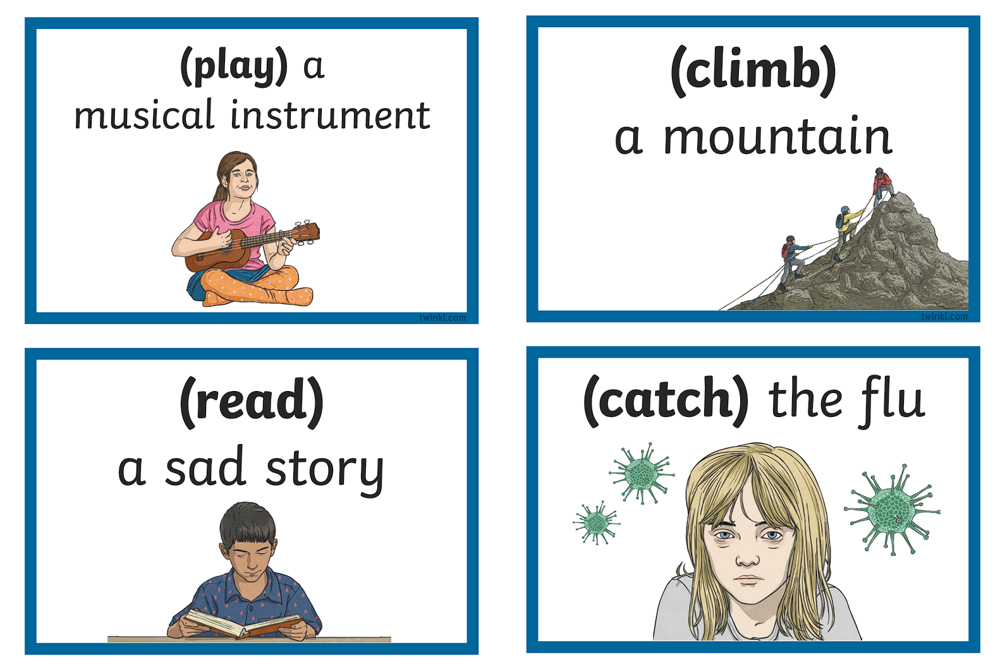 (play) a
musical instrument
twinkl.com
(climb)
a mountain
twinkl.com
(read)
a sad story
(catch) the flu